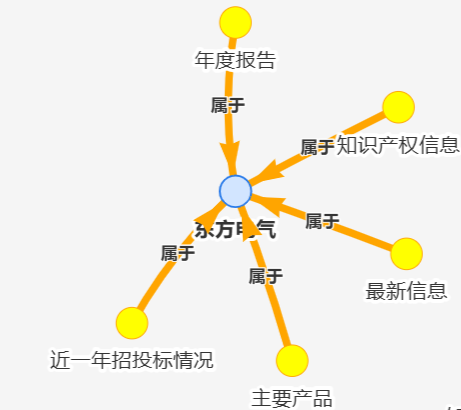 年度报告
属于
属于
知识产权信息
属于
东方电气
属于
属于
最新信息
近一年招投标情况
主要产品